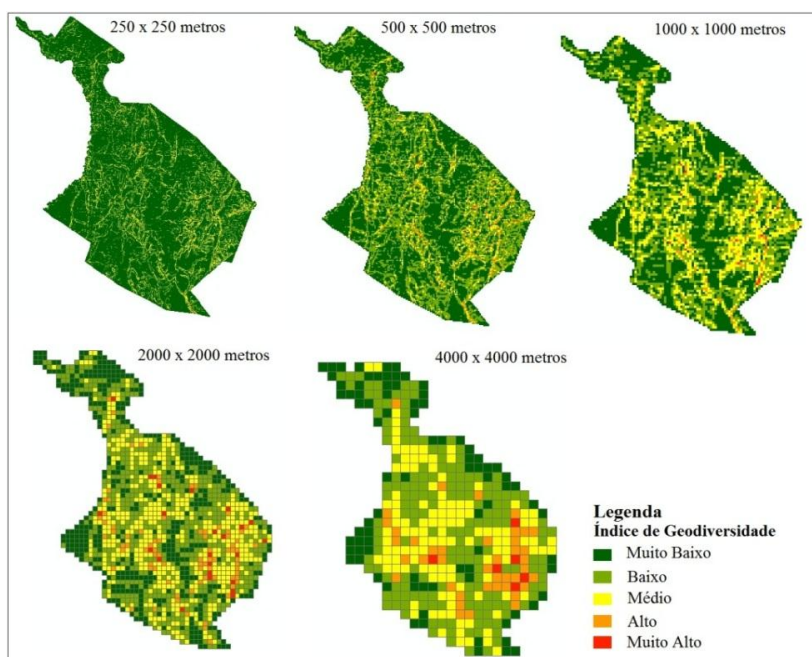 250 x 250 metros
500 x 500 metros
1000 x 1000 metros
2000 x 2000 metros
4000 x 4000 metros
Legenda
Índice de Geodiversidade
Muito Baixo
Baixo
Médio
Alto
Muito Alto